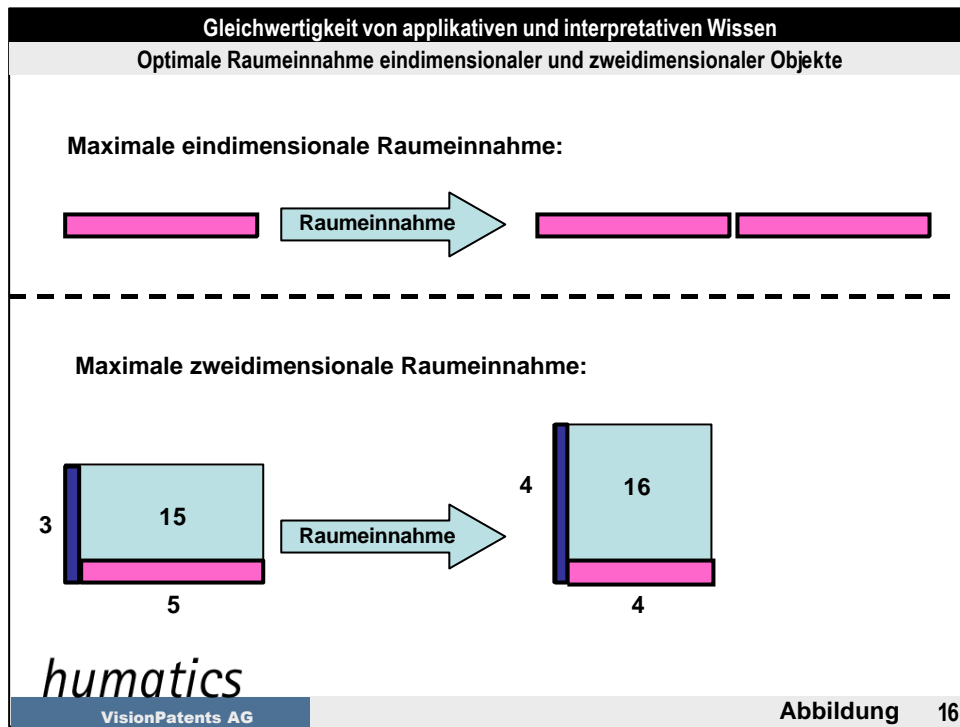 Gleichwertigkeit von applikativen und interpretativen Wissen
Optimale Raumeinnahme eindimensionaler und zweidimensionaler Objekte
Maximale eindimensionale Raumeinnahme:
Raumeinnahme
Maximale zweidimensionale Raumeinnahme:
3
15
5
Raumeinnahme
4
16
4
humatics
VisionPatents AG
Abbildung 16